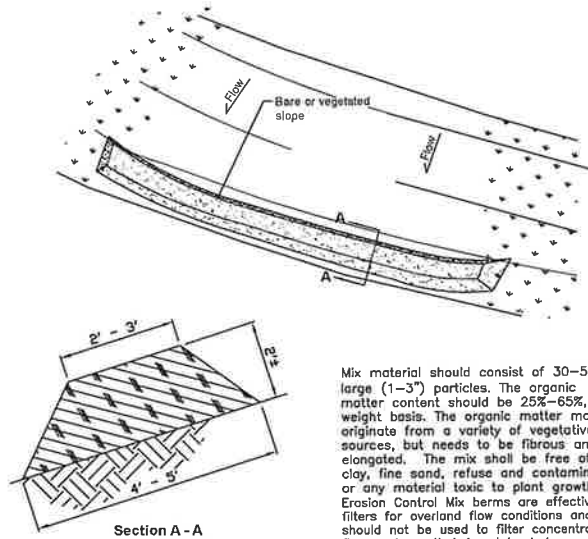 Flow
Bare or vegetated
slope
Flow
A
A
2' - 3'
2'±
4' - 5'
Section A - A
Mix material should consist of 30-5
large (1-3") particles. The organic
matter content should be 25%-65%,
weight basis. The organic matter
originate from a variety of vegetative
sources, but needs to be fibrous an
elongated. The mix shall be free of
clay, fine sand, refuse and contamin
or any material toxic to plant growth
Erosion Control Mix berms are effectiv
filters for overland flow conditions and
should not be used to filter concentra